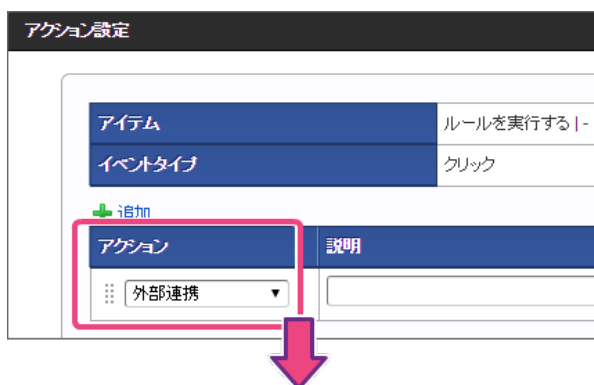 アクション設定
アイテム
ルールを実行する | -
イベントタイプ
クリック
追加
アクション
説明
外部連携